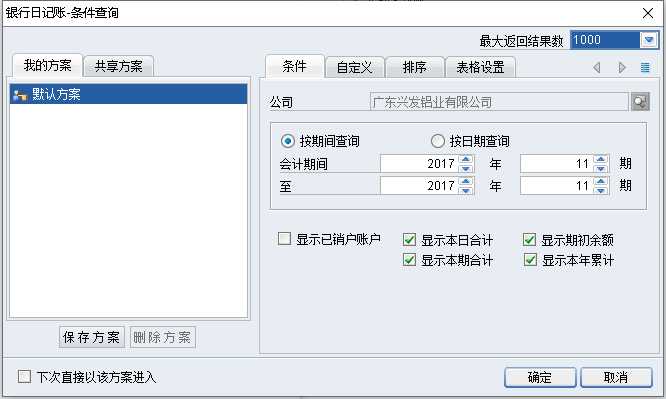 银行日记账-条件查询
最大返回结果数 1000
我的方案 共享方案
条件 自定义 排序 表格设置
默认方案
公司 广东兴发铝业有限公司
按期间查询 按日期查询
会计期间 2017 年 11 期
至 2017 年 11 期
显示已销户账户 显示本日合计 显示期初余额
显示本期合计 显示本年累计
保存方案 删除方案
下次直接以该方案进入
确定 取消